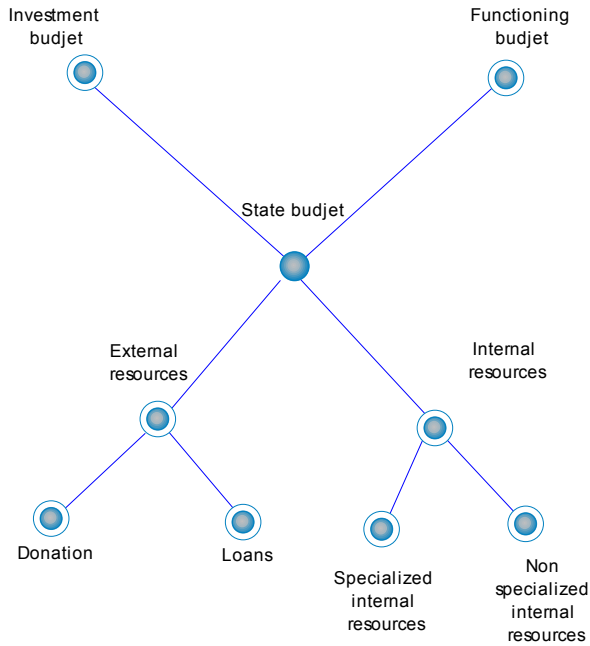 Investment
budjet
Functioning
budjet
State budjet
External
resources
Internal
resources
Donation
Loans
Specialized
internal
resources
Non
specialized
internal
resources